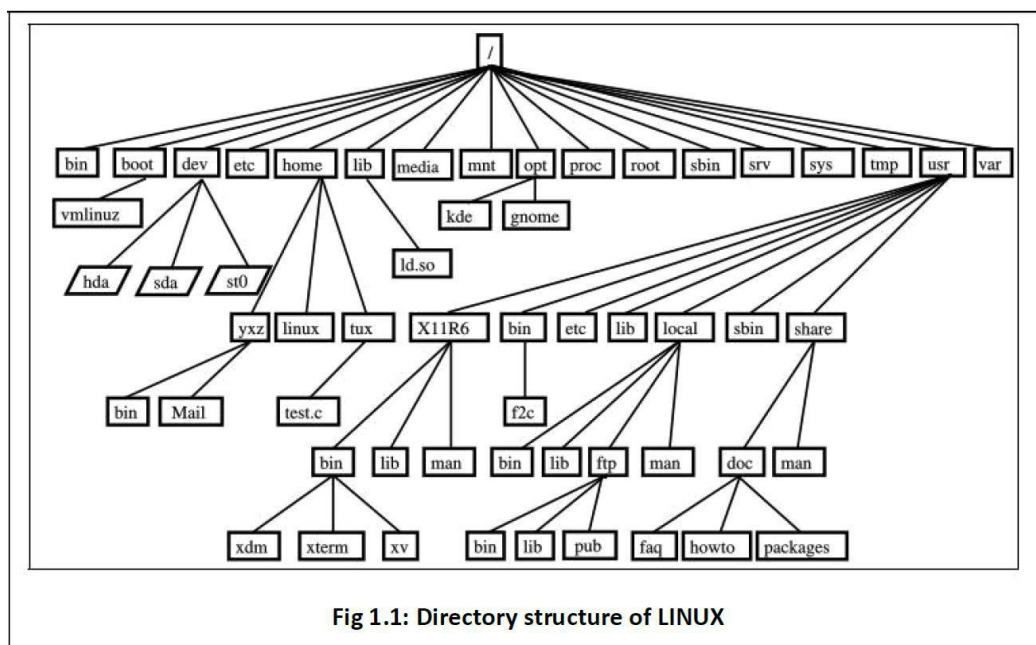 /
bin boot dev etc home lib media mnt opt proc root sbin srv sys tmp usr var
vmlinuz kde gnome
hda sda st0 ld.so
yxz linux tux X11R6 bin etc lib local sbin share
bin Mail test.c f2c
bin lib man bin lib ftp man doc man
xdm xterm xv bin lib pub faq howto packages
Fig 1.1: Directory structure of LINUX